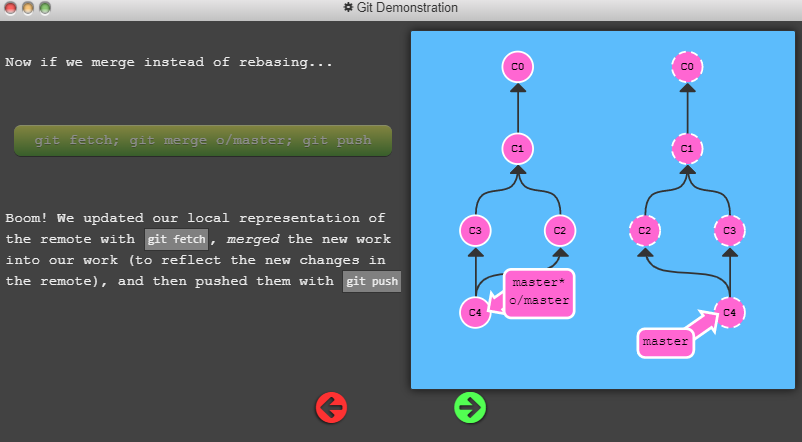 Git Demonstration
Now if we merge instead of rebasing...
git fetch; git merge o/master; git push
Boom! We updated our local representation of
the remote with git fetch, merged the new work
into our work (to reflect the new changes in
the remote), and then pushed them with git push
C0
C1
C3
C2
C4
master*
o/master
C0
C1
C2
C3
C4
master